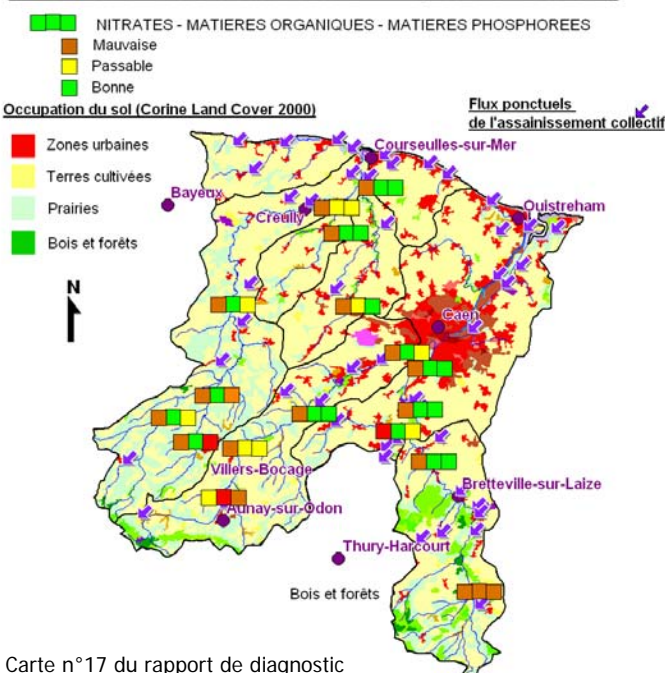 NITRATES - MATIERES ORGANIQUES - MATIERES PHOSPHOREES
Mauvaise
Passable
Bonne
Occupation du sol (Corine Land Cover 2000)
Flux ponctuels
de l'assainissement collectif
Zones urbaines
Terres cultivées
Prairies
Bois et forêts
N
Courseulles-sur-Mer
Bayeux
Creully
Ouistreham
Caen
Villers-Bocage
Aunay-sur-Odon
Bretteville-sur-Laize
Thury-Harcourt
Bois et forêts
Carte n°17 du rapport de diagnostic